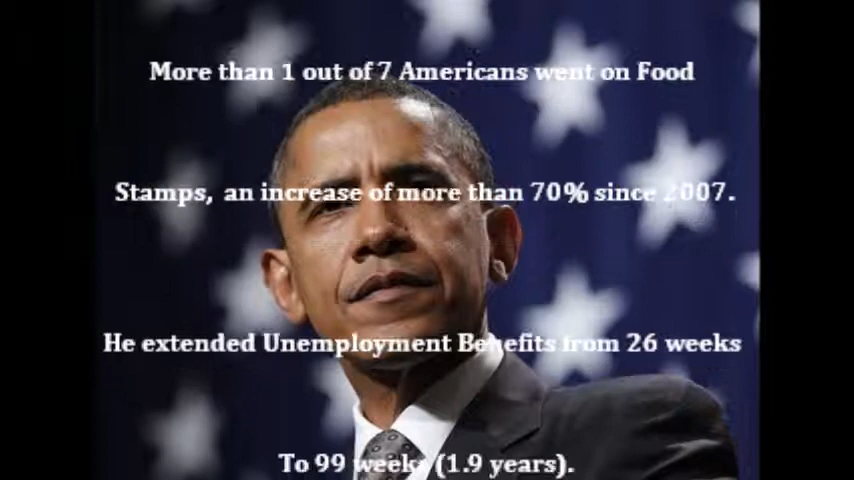 More than 1 out of 7 Americans went on Food
Stamps, an increase of more than 70% since 2007.
He extended Unemployment Benefits from 26 weeks
To 99 weeks (1.9 years).